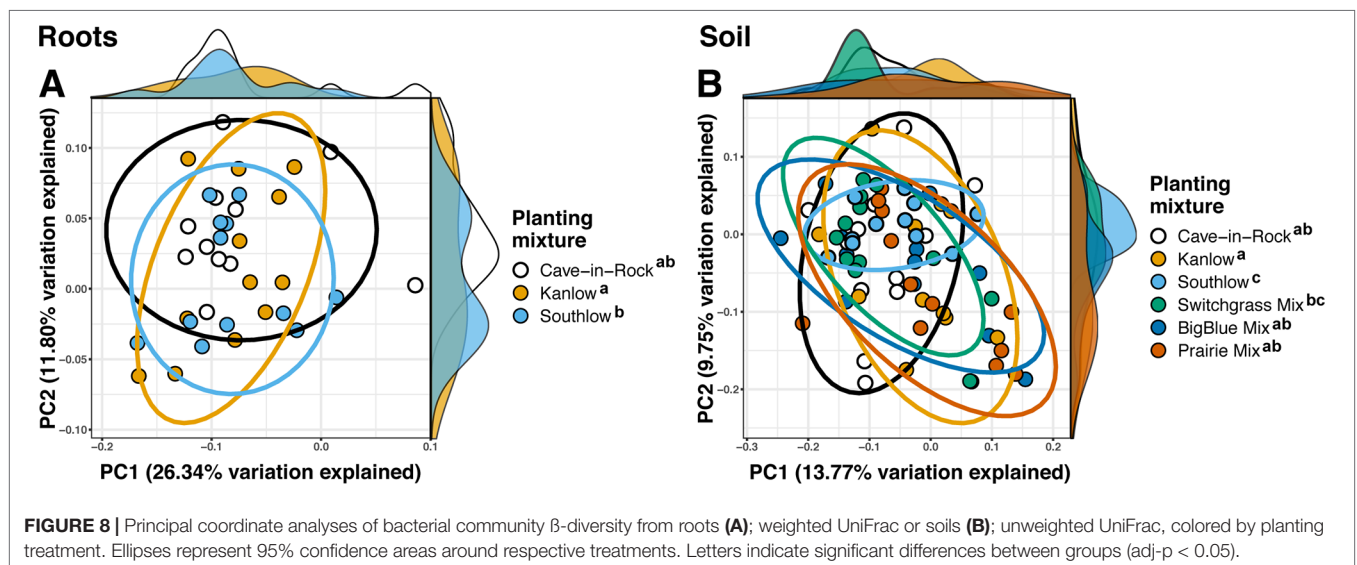 Roots
A
PC2 (11.80% variation explained)
0.10
0.05
0.00
−0.05
−0.10
−0.2
−0.1
0.0
0.1
PC1 (26.34% variation explained)
Planting
mixture
Cave−in−Rock ab
Kanlow a
Southlow b
Soil
B
PC2 (9.75% variation explained)
0.1
0.0
−0.1
−0.2
−0.3
−0.2
−0.1
0.0
0.1
0.2
PC1 (13.77% variation explained)
Planting
mixture
Cave−in−Rock ab
Kanlow a
Southlow c
Switchgrass Mix bc
BigBlue Mix ab
Prairie Mix ab
FIGURE 8 | Principal coordinate analyses of bacterial community ß-diversity from roots (A); weighted UniFrac or soils (B); unweighted UniFrac, colored by planting
treatment. Ellipses represent 95% confidence areas around respective treatments. Letters indicate significant differences between groups (adj-p < 0.05).